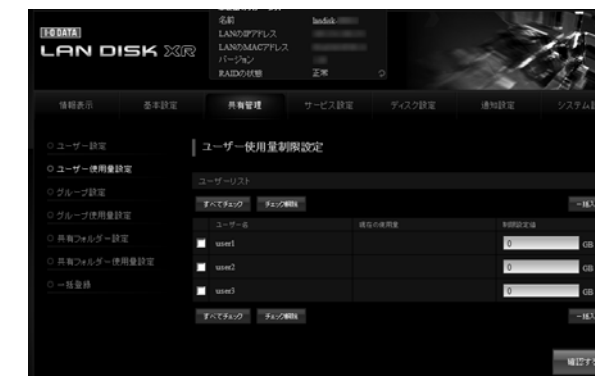 名前 landisk-
LANのIPアドレス
LANのMACアドレス
バージョン
RAIDの状態 正常
I-O DATA
LAN DISK XR
情報表示 基本設定 共有管理 サービス設定 ディスク設定 通知設定 システム
ユーザー設定
ユーザー使用量設定
グループ設定
グループ使用量設定
共有フォルダー設定
共有フォルダー使用量設定
一括登録
ユーザー使用量制限設定
ユーザーリスト
すべてチェック チェック解除
ユーザー名 現在の使用量 制限設定値
user1 0 GB
user2 0 GB
user3 0 GB
すべてチェック チェック解除
確認する